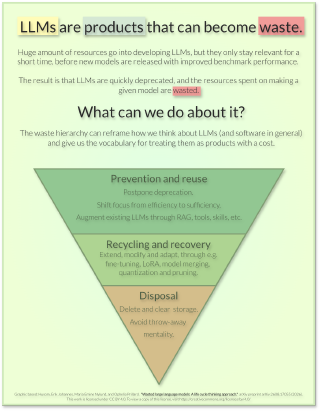 LLMs are products that can become waste.
Huge amount of resources go into developing LLMs, but they only stay relevant for a
short time, before new models are released with improved benchmark performance.
The result is that LLMs are quickly deprecated, and the resources spent on making a
given model are wasted.
What can we do about it?
The waste hierarchy can reframe how we think about LLMs (and software in general)
and give us the vocabulary for treating them as products with a cost.
Prevention and reuse
Postpone deprecation.
Shift focus from efficiency to sufficiency.
Augment existing LLMs through RAG, tools, skills, etc.
Recycling and recovery
Extend, modify and adapt, through e.g.
fine-tuning, LoRA, model merging,
quantization and pruning.
Disposal
Delete and clear storage.
Avoid throw-away
mentality.